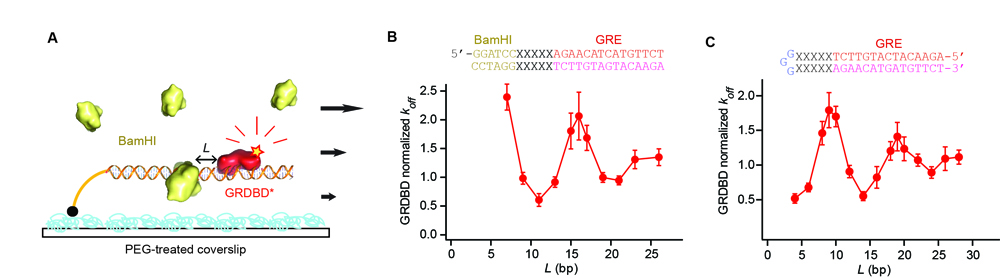 A
BamHI
L
GRDBD*
PEG-treated coverslip
B
BamHI GRE
5’-GGATCCXXXXXAGAACATCATGTTCT
CCTAGGXXXXXTCTTGTAGTACAAGA
GRDBD normalized koff
2.5
2.0
1.5
1.0
0.5
0.0
0 5 10 15 20 25
L (bp)
C
GRE
GXXXXXTCTTGTACTACAAGA-5’
G
GXXXXXAGAACATGATGTTCT-3’
GRDBD normalized koff
2.0
1.5
1.0
0.5
0 5 10 15 20 25 30
L (bp)